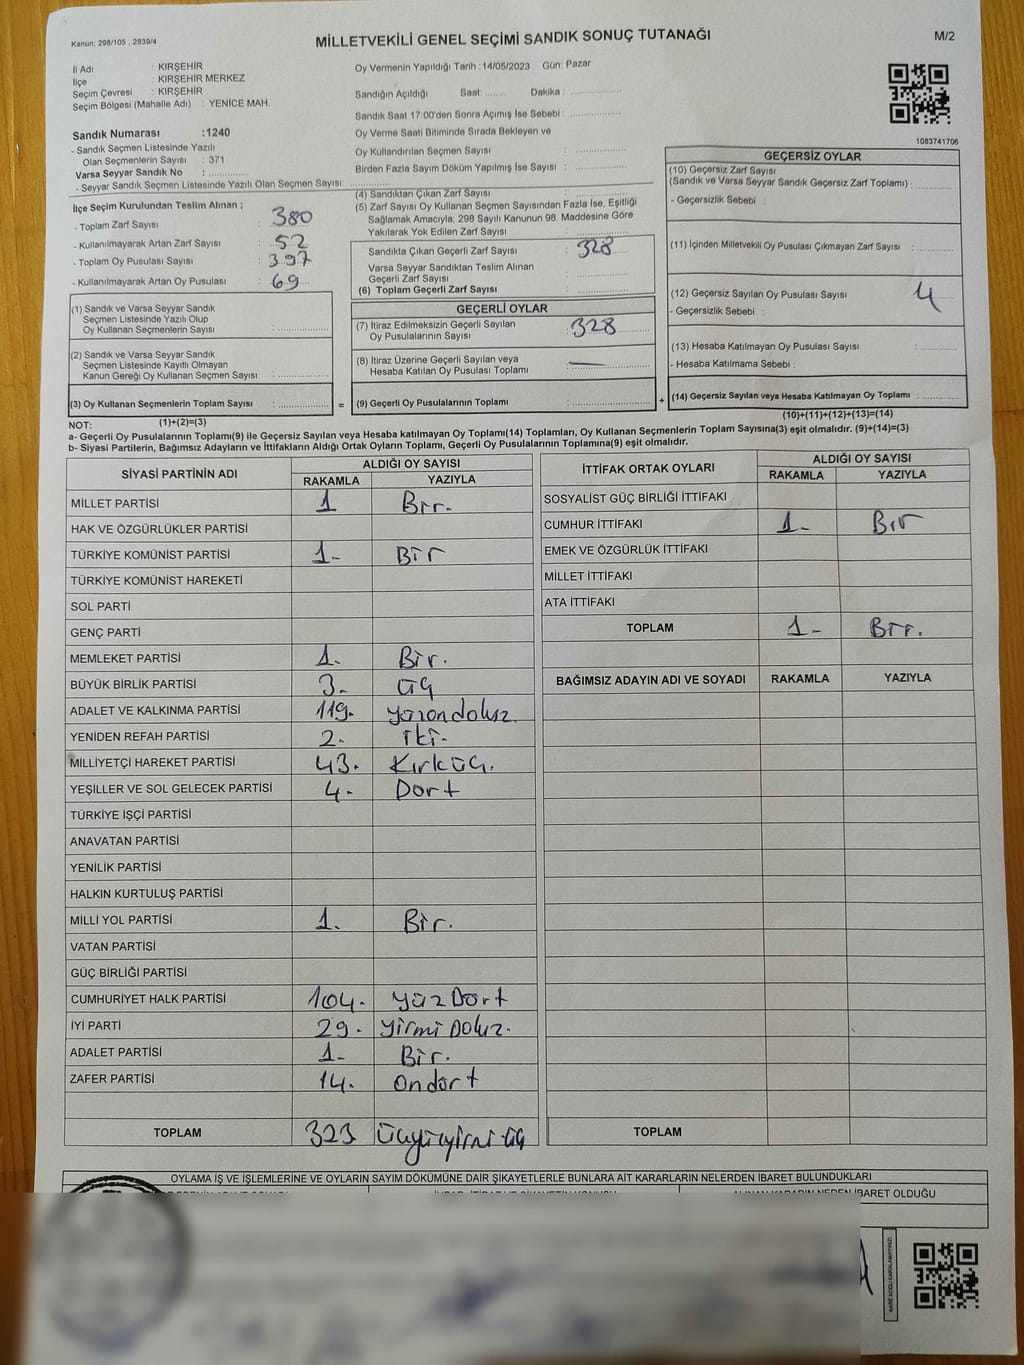 Kanun: 298/105 , 2839/4
MİLLETVEKİLİ GENEL SEÇİMİ SANDIK SONUÇ TUTANAĞI
M/2
İl Adı : KIRŞEHİR
İlçe : KIRŞEHİR MERKEZ
Seçim Çevresi : KIRŞEHİR
Seçim Bölgesi (Mahalle Adı) : YENİCE MAH.
Sandık Numarası :1240
- Sandık Seçmen Listesinde Yazılı
Olan Seçmenlerin Sayısı : 371
Varsa Seyyar Sandık No : ............
- Seyyar Sandık Seçmen Listesinde Yazılı Olan Seçmen Sayısı:
Oy Vermenin Yapıldığı Tarih :14/05/2023 Gün: Pazar
Sandığın Açıldığı Saat: ....... Dakika : ..................
Sandık Saat 17:00'den Sonra Açımış İse Sebebi : ..................
Oy Verme Saati Bitiminde Sırada Bekleyen ve
Oy Kullandırılan Seçmen Sayısı : ..................
Birden Fazla Sayım Döküm Yapılmış İse Sayısı : ..................
1083741706
İlçe Seçim Kurulundan Teslim Alınan ;
- Toplam Zarf Sayısı : 380
- Kullanılmayarak Artan Zarf Sayısı : 52
- Toplam Oy Pusulası Sayısı : 397
- Kullanılmayarak Artan Oy Pusulası : 69
(4) Sandıktan Çıkan Zarf Sayısı : ..................
(5) Zarf Sayısı Oy Kullanan Seçmen Sayısından Fazla İse, Eşitliği
Sağlamak Amacıyla; 298 Sayılı Kanunun 98. Maddesine Göre
Yakılarak Yok Edilen Zarf Sayısı : ..................
Sandıkta Çıkan Geçerli Zarf Sayısı : 328
Varsa Seyyar Sandıktan Teslim Alınan
Geçerli Zarf Sayısı : ..................
(6) Toplam Geçerli Zarf Sayısı : ..................
GEÇERSİZ OYLAR
(10) Geçersiz Zarf Sayısı
(Sandık ve Varsa Seyyar Sandık Geçersiz Zarf Toplamı) : ............
- Geçersizlik Sebebi :
(11) İçinden Milletvekili Oy Pusulası Çıkmayan Zarf Sayısı : ............
(12) Geçersiz Sayılan Oy Pusulası Sayısı : 4
- Geçersizlik Sebebi :
(13) Hesaba Katılmayan Oy Pusulası Sayısı : ............
- Hesaba Katılmama Sebebi :
(14) Geçersiz Sayılan veya Hesaba Katılmayan Oy Toplamı : ............
(10)+(11)+(12)+(13)=(14)
(1) Sandık ve Varsa Seyyar Sandık
Seçmen Listesinde Yazılı Olup
Oy Kullanan Seçmenlerin Sayısı : ..................
(2) Sandık ve Varsa Seyyar Sandık
Seçmen Listesinde Kayıtlı Olmayan
Kanun Gereği Oy Kullanan Seçmen Sayısı : ..................
(3) Oy Kullanan Seçmenlerin Toplam Sayısı : ..................
=
GEÇERLİ OYLAR
(7) İtiraz Edilmeksizin Geçerli Sayılan
Oy Pusulalarının Sayısı : 328
(8) İtiraz Üzerine Geçerli Sayılan veya
Hesaba Katılan Oy Pusulası Toplamı : —
(9) Geçerli Oy Pusulalarının Toplamı : ..................
+
NOT: (1)+(2)=(3)
a- Geçerli Oy Pusulalarının Toplamı(9) ile Geçersiz Sayılan veya Hesaba katılmayan Oy Toplamı(14) Toplamları, Oy Kullanan Seçmenlerin Toplam Sayısına(3) eşit olmalıdır. (9)+(14)=(3)
b- Siyasi Partilerin, Bağımsız Adayların ve İttifakların Aldığı Ortak Oyların Toplamı, Geçerli Oy Pusulalarının Toplamına(9) eşit olmalıdır.
SİYASİ PARTİNİN ADI ALDIĞI OY SAYISI
RAKAMLA YAZIYLA
MİLLET PARTİSİ 1 Bir.
HAK VE ÖZGÜRLÜKLER PARTİSİ
TÜRKİYE KOMÜNİST PARTİSİ 1- Bir
TÜRKİYE KOMÜNİST HAREKETİ
SOL PARTİ
GENÇ PARTİ
MEMLEKET PARTİSİ 1. Bir.
BÜYÜK BİRLİK PARTİSİ 3. üç
ADALET VE KALKINMA PARTİSİ 119. yüzondokuz.
YENİDEN REFAH PARTİSİ 2. iki.
MİLLİYETÇİ HAREKET PARTİSİ 43. Kırküç.
YEŞİLLER VE SOL GELECEK PARTİSİ 4. Dört
TÜRKİYE İŞÇİ PARTİSİ
ANAVATAN PARTİSİ
YENİLİK PARTİSİ
HALKIN KURTULUŞ PARTİSİ
MİLLİ YOL PARTİSİ 1. Bir.
VATAN PARTİSİ
GÜÇ BİRLİĞİ PARTİSİ
CUMHURİYET HALK PARTİSİ 104. yüzDört
İYİ PARTİ 29. yirmi Dokuz.
ADALET PARTİSİ 1- Bir.
ZAFER PARTİSİ 14. ondört
TOPLAM 323 üçyüzyirmi üç
İTTİFAK ORTAK OYLARI ALDIĞI OY SAYISI
RAKAMLA YAZIYLA
SOSYALİST GÜÇ BİRLİĞİ İTTİFAKI
CUMHUR İTTİFAKI 1- Bir
EMEK VE ÖZGÜRLÜK İTTİFAKI
MİLLET İTTİFAKI
ATA İTTİFAKI
TOPLAM 1- Bir.
BAĞIMSIZ ADAYIN ADI VE SOYADI RAKAMLA YAZIYLA
TOPLAM
OYLAMA İŞ VE İŞLEMLERİNE VE OYLARIN SAYIM DÖKÜMÜNE DAİR ŞİKAYETLERLE BUNLARA AİT KARARLARIN NELERDEN İBARET BULUNDUKLARI
ALINAN KARARIN NEDEN İBARET OLDUĞU